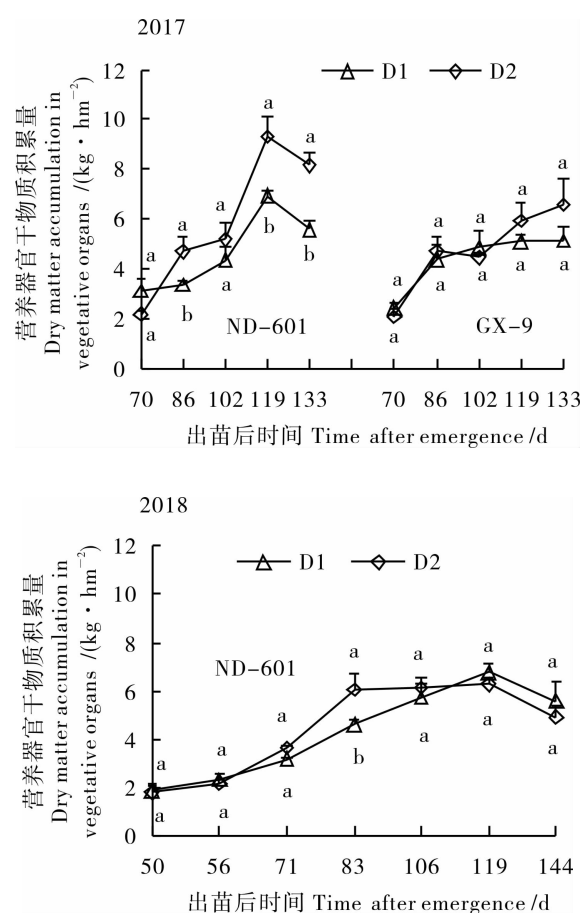 2017
营养器官干物质积累量
Dry matter accumulation in
vegetative organs /(kg·hm⁻²)
12
10
8
6
4
2
0
D1 D2
a a a a a
a b a b b
ND-601
a a a a a
a a a a a
GX-9
70 86 102 119 133 70 86 102 119 133
出苗后时间 Time after emergence /d
2018
营养器官干物质积累量
Dry matter accumulation in
vegetative organs /(kg·hm⁻²)
12
10
8
6
4
2
0
D1 D2
ND-601
a a a a a a a
a a a b a a a
50 56 71 83 106 119 144
出苗后时间 Time after emergence /d